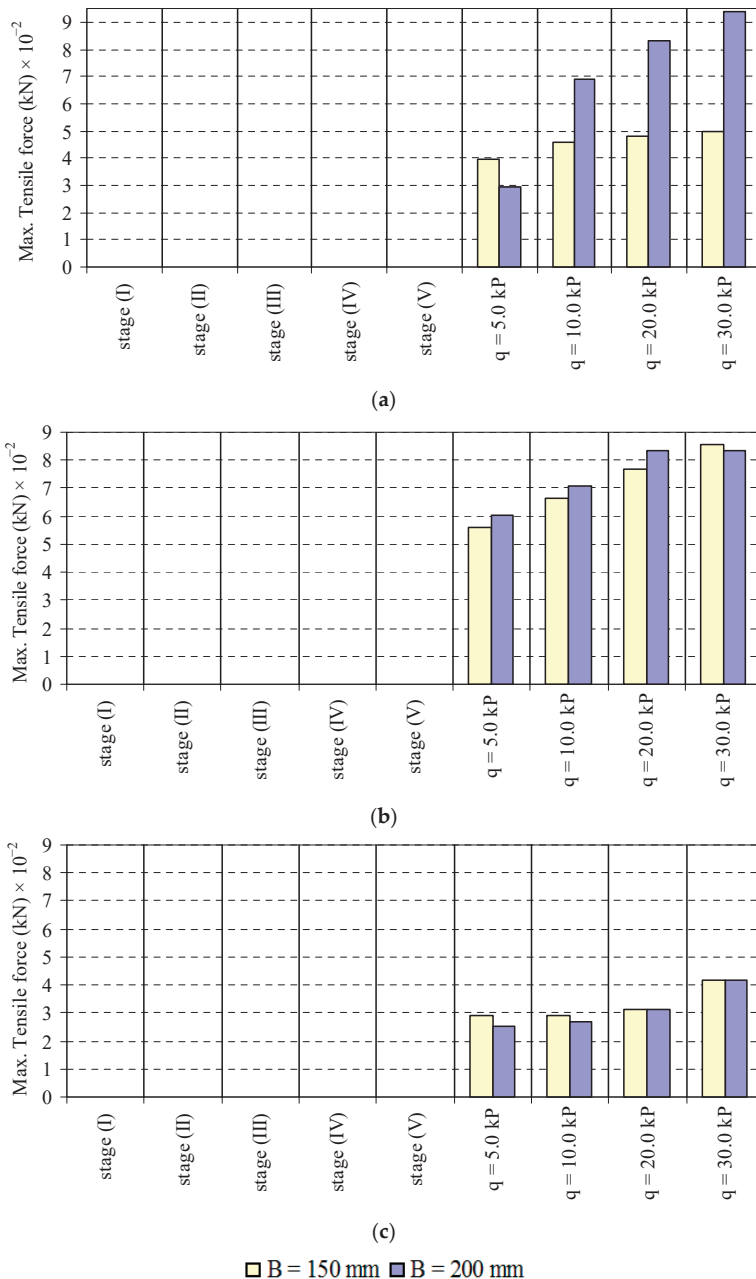 Max. Tensile force (kN) × 10⁻²
9
8
7
6
5
4
3
2
1
0
stage (I)
stage (II)
stage (III)
stage (IV)
stage (V)
q = 5.0 kP
q = 10.0 kP
q = 20.0 kP
q = 30.0 kP
(a)
Max. Tensile force (kN) × 10⁻²
9
8
7
6
5
4
3
2
1
0
stage (I)
stage (II)
stage (III)
stage (IV)
stage (V)
q = 5.0 kP
q = 10.0 kP
q = 20.0 kP
q = 30.0 kP
(b)
Max. Tensile force (kN) × 10⁻²
9
8
7
6
5
4
3
2
1
0
stage (I)
stage (II)
stage (III)
stage (IV)
stage (V)
q = 5.0 kP
q = 10.0 kP
q = 20.0 kP
q = 30.0 kP
(c)
B = 150 mm B = 200 mm